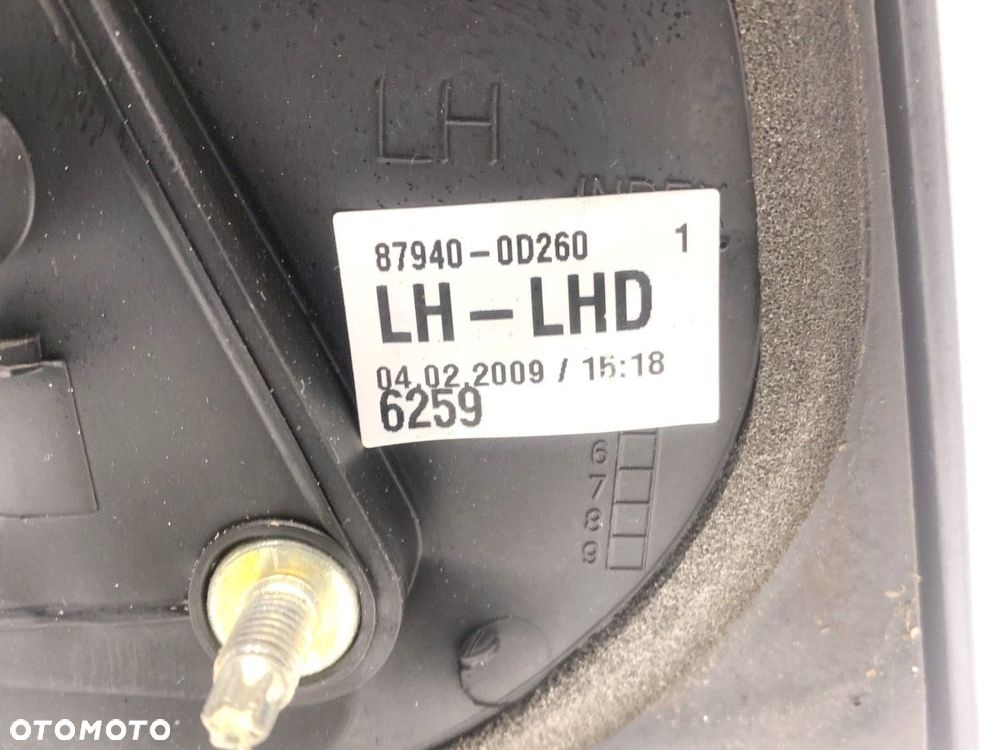 LH
87940-0D260 1
LH-LHD
04.02.2009 / 15:18
6259
6
7
8
9
OTOMOTO